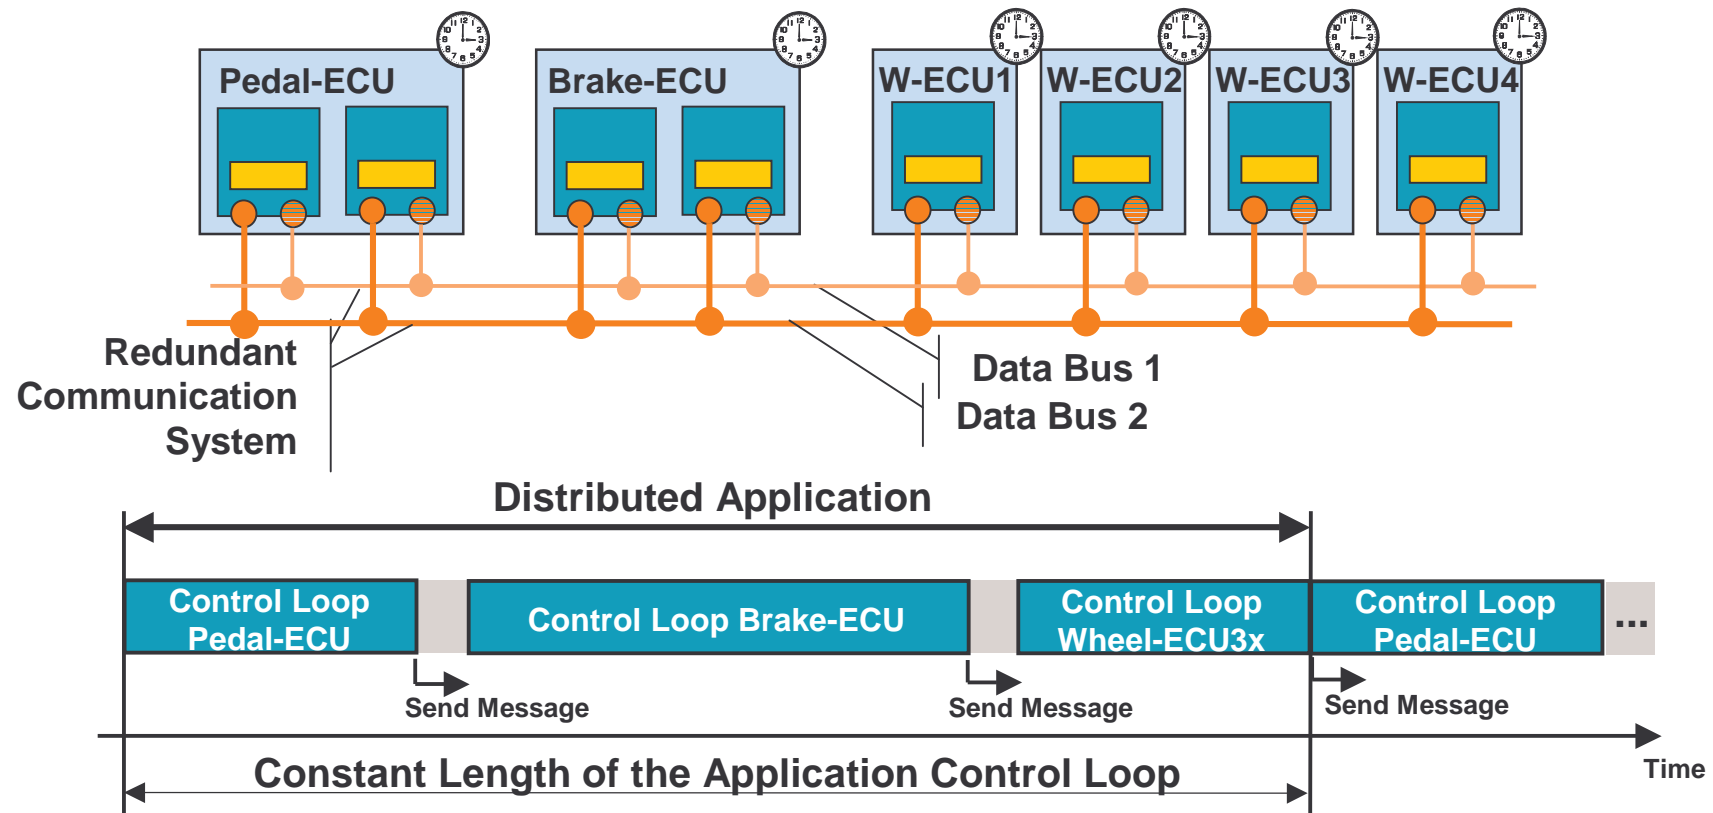 Pedal-ECU
Brake-ECU
W-ECU1
W-ECU2
W-ECU3
W-ECU4
Redundant
Communication
System
Data Bus 1
Data Bus 2
Distributed Application
Control Loop
Pedal-ECU
Control Loop Brake-ECU
Control Loop
Wheel-ECU3x
Control Loop
Pedal-ECU
...
Send Message
Send Message
Send Message
Constant Length of the Application Control Loop
Time